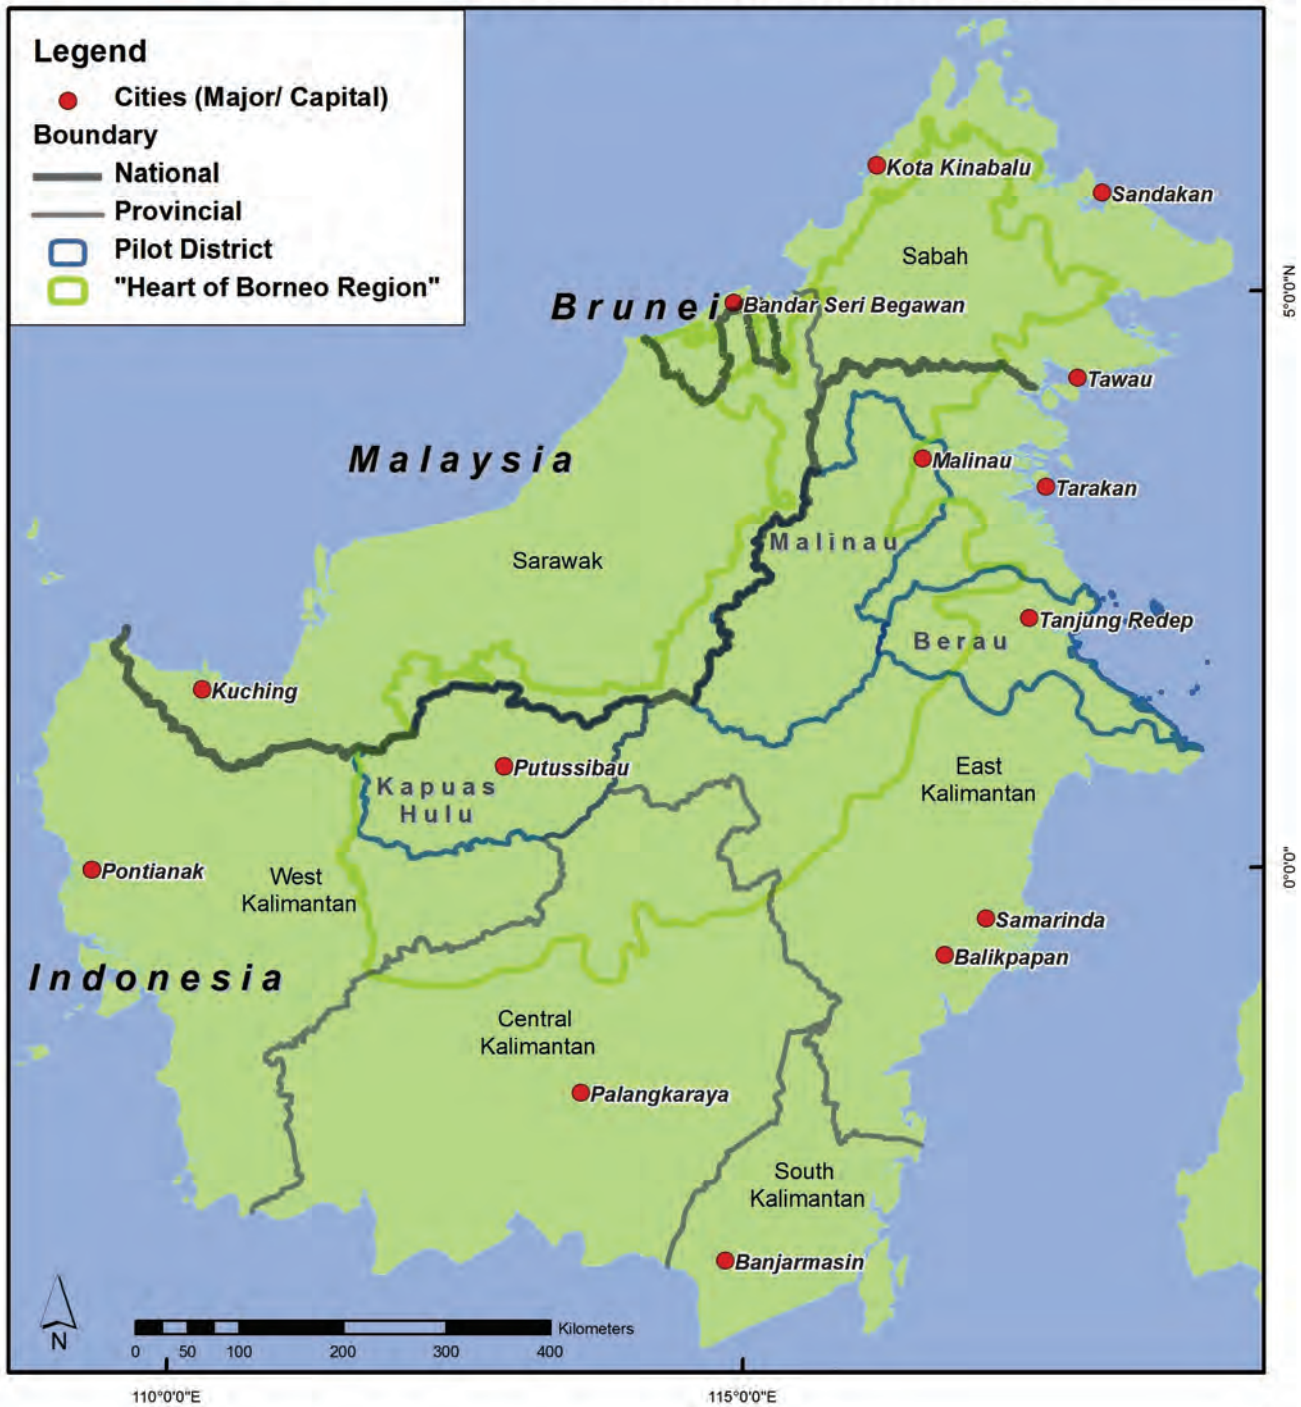 Legend
Cities (Major/ Capital)
Boundary
National
Provincial
Pilot District
"Heart of Borneo Region"
Kota Kinabalu
Sandakan
Sabah
Brunei
Bandar Seri Begawan
5°0'0"N
Tawau
Malaysia
Malinau
Tarakan
Malinau
Sarawak
Tanjung Redep
Berau
Kuching
Putussibau
Kapuas
Hulu
East
Kalimantan
Pontianak
West
Kalimantan
0°0'0"
Samarinda
Balikpapan
Indonesia
Central
Kalimantan
Palangkaraya
South
Kalimantan
Banjarmasin
N
Kilometers
0 50 100 200 300 400
110°0'0"E
115°0'0"E